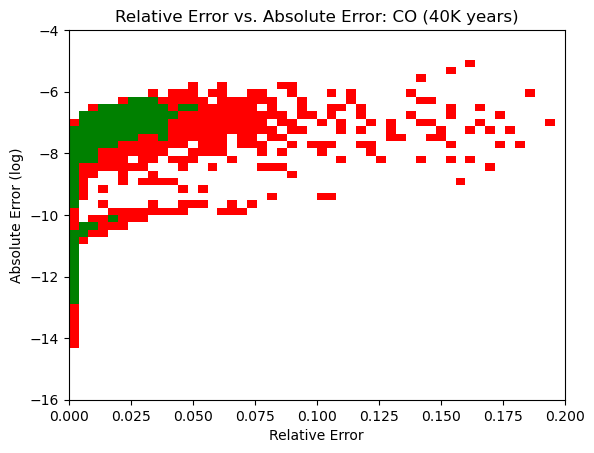 Relative Error vs. Absolute Error: CO (40K years)
Absolute Error (log)
−4
−6
−8
−10
−12
−14
−16
0.000 0.025 0.050 0.075 0.100 0.125 0.150 0.175 0.200
Relative Error